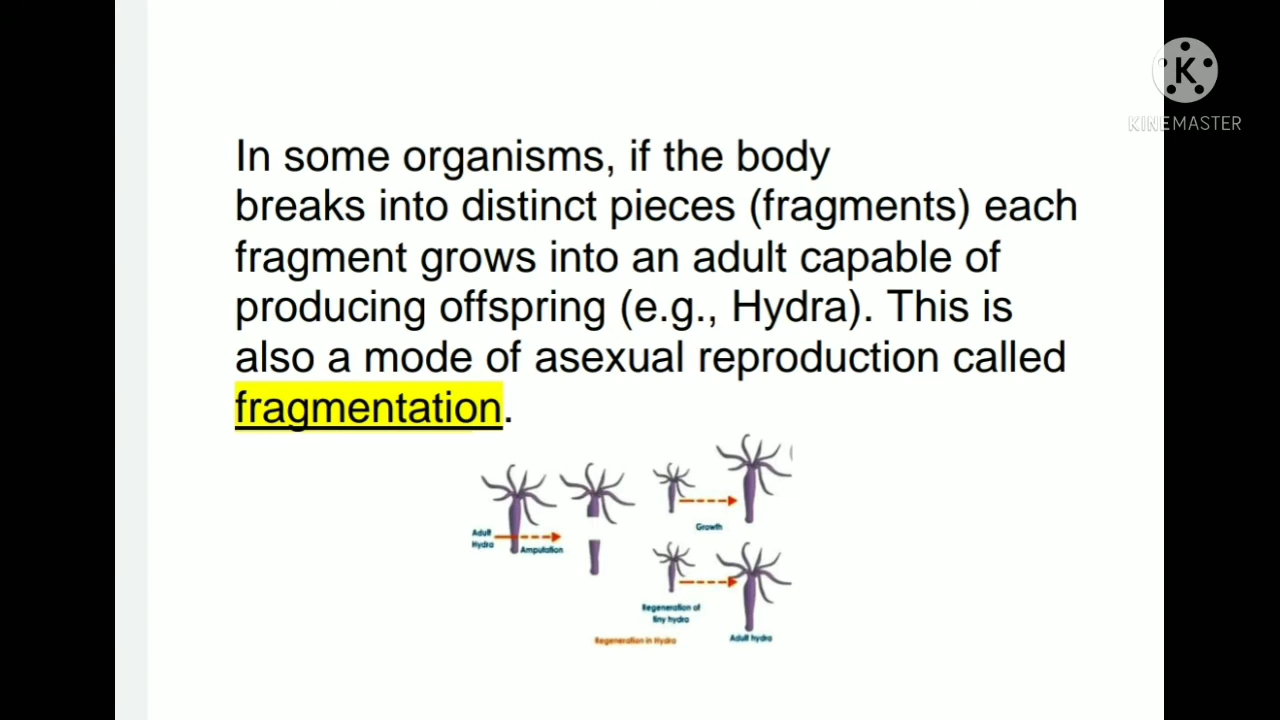 K
KINEMASTER
In some organisms, if the body
breaks into distinct pieces (fragments) each
fragment grows into an adult capable of
producing offspring (e.g., Hydra). This is
also a mode of asexual reproduction called
fragmentation.
Adult
Hydra
Amputation
Growth
Regeneration of
tiny hydra
Regeneration in Hydra
Adult hydra